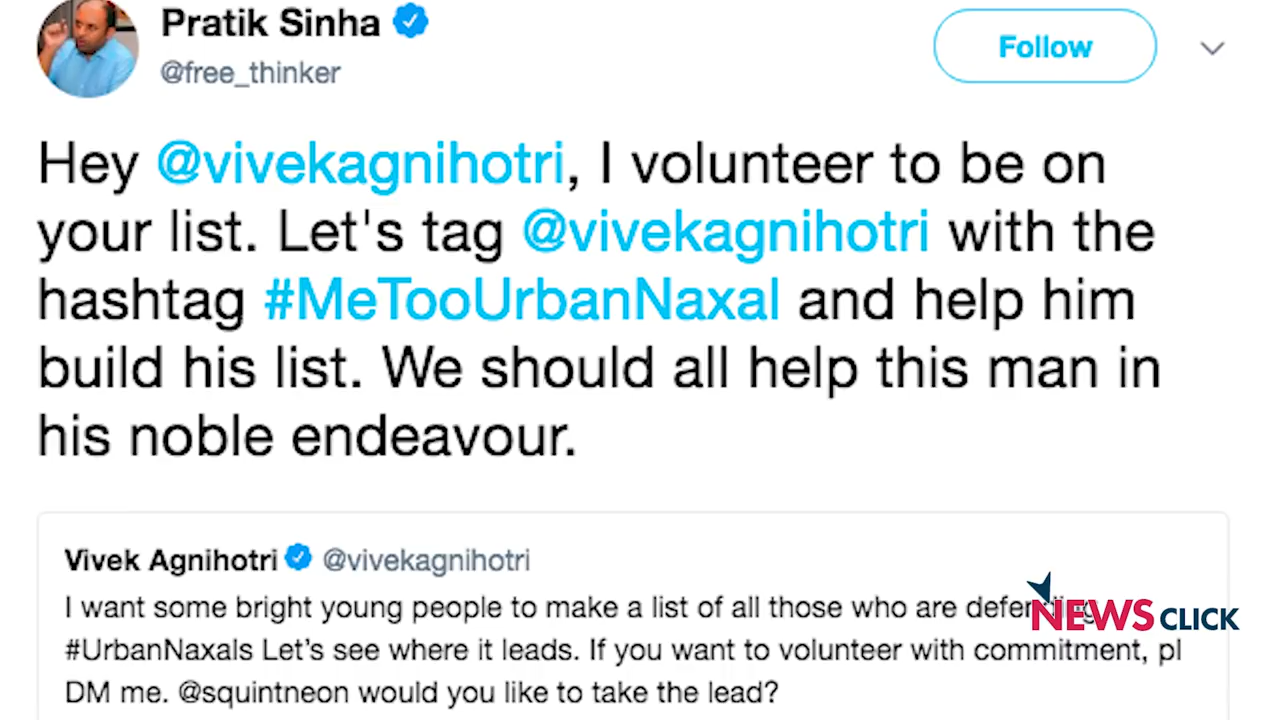 Pratik Sinha
@free_thinker
Follow
Hey @vivekagnihotri, I volunteer to be on
your list. Let's tag @vivekagnihotri with the
hashtag #MeTooUrbanNaxal and help him
build his list. We should all help this man in
his noble endeavour.
Vivek Agnihotri @vivekagnihotri
I want some bright young people to make a list of all those who are
#UrbanNaxals Let’s see where it leads. If you want to volunteer with commitment, pl
DM me. @squintneon would you like to take the lead?
NEWS CLICK